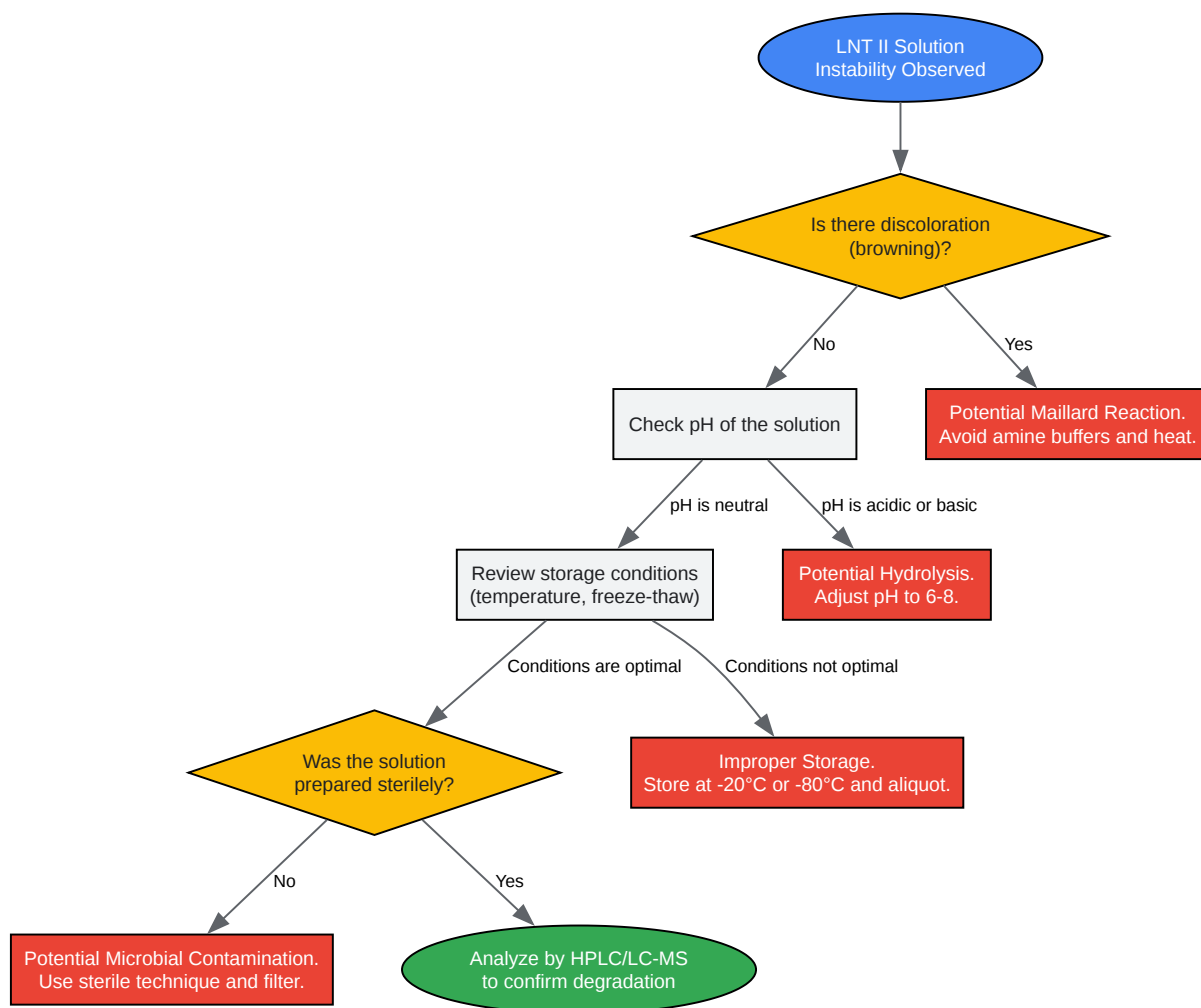 LNT II Solution
Instability Observed
Is there discoloration
(browning)?
No
Yes
Check pH of the solution
Potential Maillard Reaction.
Avoid amine buffers and heat.
pH is neutral
pH is acidic or basic
Review storage conditions
(temperature, freeze-thaw)
Potential Hydrolysis.
Adjust pH to 6-8.
Conditions are optimal
Conditions not optimal
Was the solution
prepared sterilely?
Improper Storage.
Store at -20°C or -80°C and aliquot.
No
Yes
Potential Microbial Contamination.
Use sterile technique and filter.
Analyze by HPLC/LC-MS
to confirm degradation